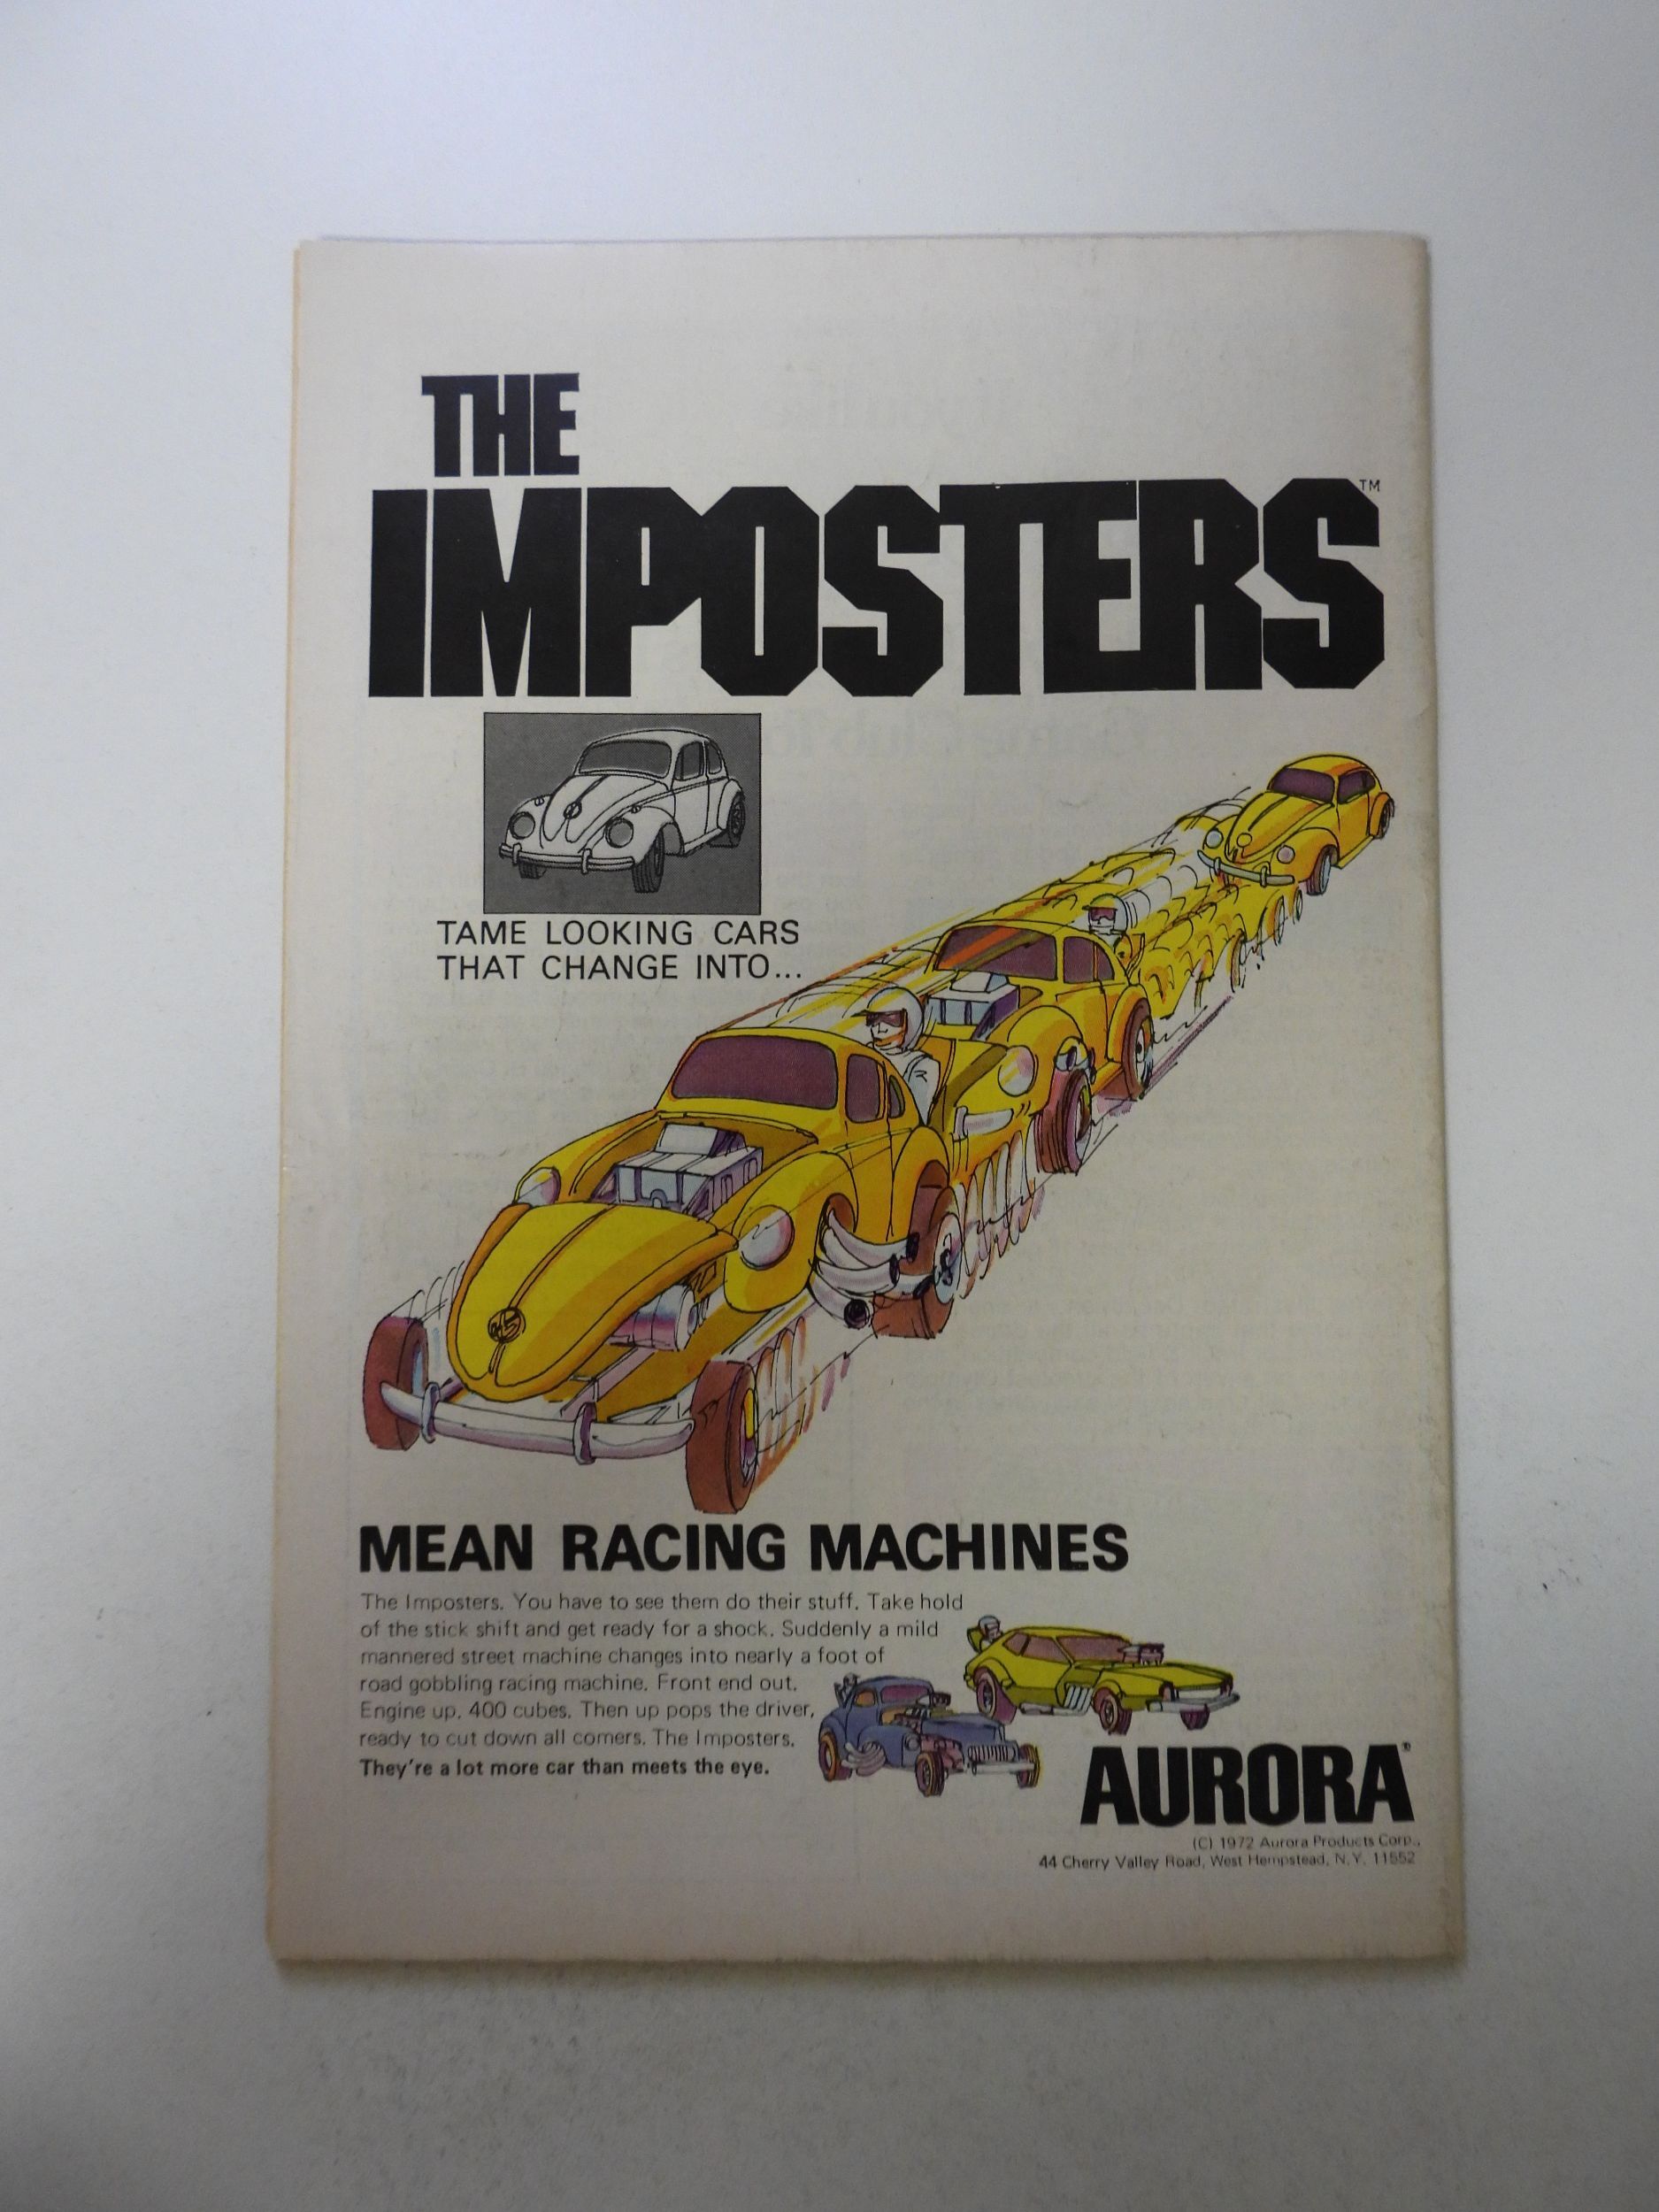 THE
IMPOSTERS™
TAME LOOKING CARS
THAT CHANGE INTO...
MEAN RACING MACHINES
The Imposters. You have to see them do their stuff. Take hold
of the stick shift and get ready for a shock. Suddenly a mild
mannered street machine changes into nearly a foot of
road gobbling racing machine. Front end out.
Engine up. 400 cubes. Then up pops the driver,
ready to cut down all comers. The Imposters.
They're a lot more car than meets the eye.
AURORA®
(C) 1972 Aurora Products Corp.,
44 Cherry Valley Road, West Hempstead, N.Y. 11552